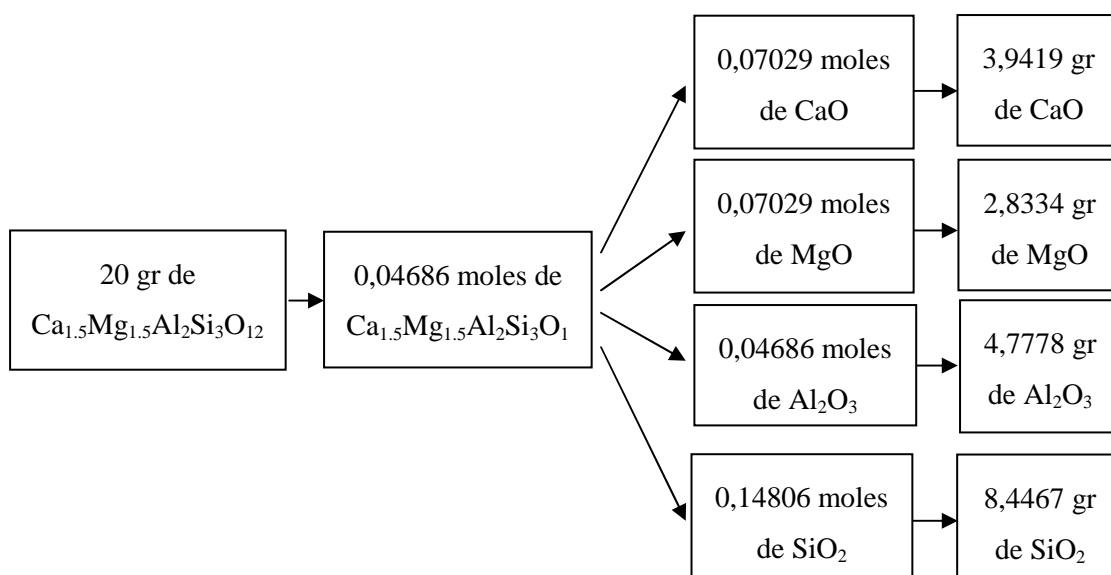 20 gr de
Ca₁.₅Mg₁.₅Al₂Si₃O₁₂
0,04686 moles de
Ca₁.₅Mg₁.₅Al₂Si₃O₁
0,07029 moles
de CaO
3,9419 gr
de CaO
0,07029 moles
de MgO
2,8334 gr
de MgO
0,04686 moles
de Al₂O₃
4,7778 gr
de Al₂O₃
0,14806 moles
de SiO₂
8,4467 gr
de SiO₂